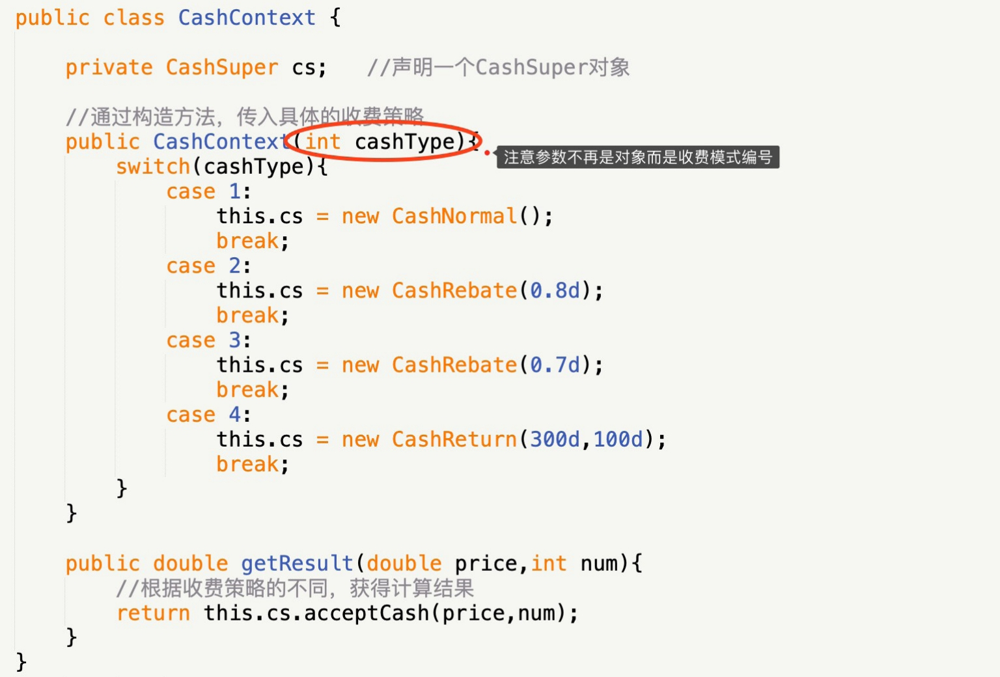 public class CashContext {
private CashSuper cs;   //声明一个CashSuper对象
//通过构造方法，传入具体的收费策略
public CashContext(int cashType){
注意参数不再是对象而是收费模式编号
switch(cashType){
case 1:
this.cs = new CashNormal();
break;
case 2:
this.cs = new CashRebate(0.8d);
break;
case 3:
this.cs = new CashRebate(0.7d);
break;
case 4:
this.cs = new CashReturn(300d,100d);
break;
}
}
public double getResult(double price,int num){
//根据收费策略的不同，获得计算结果
return this.cs.acceptCash(price,num);
}
}